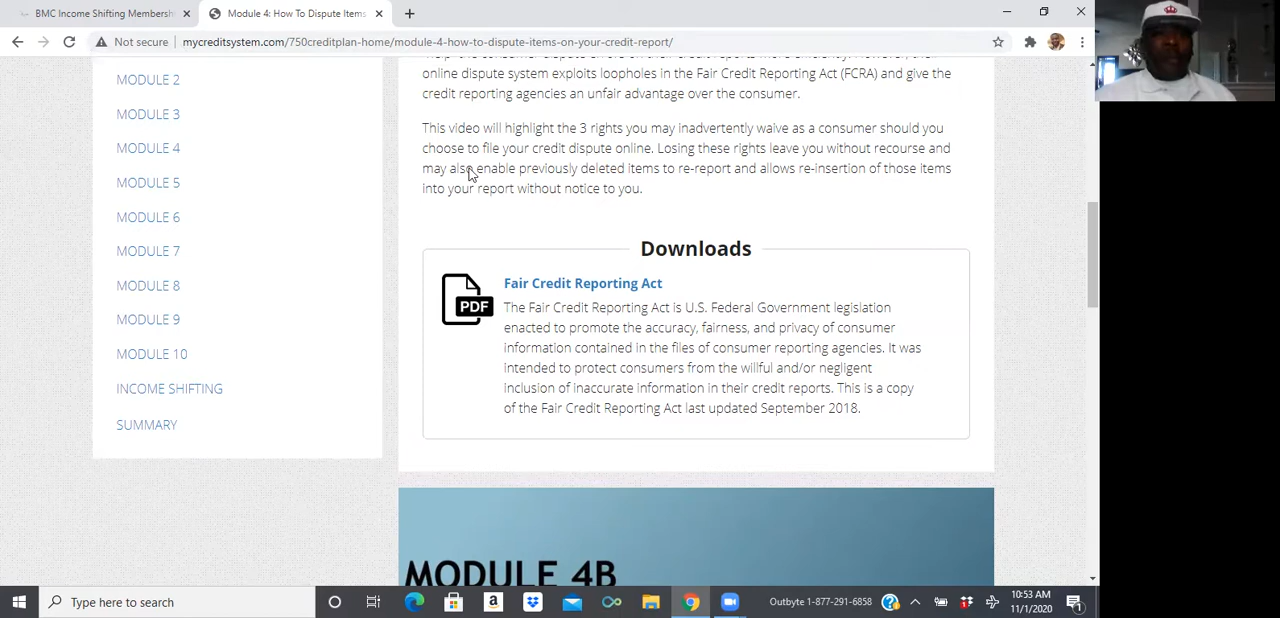 BMC Income Shifting Membersh
Module 4: How To Dispute Items
Not secure
mycreditsystem.com/750creditplan-home/module-4-how-to-dispute-items-on-your-credit-report/
MODULE 2
MODULE 3
MODULE 4
MODULE 5
MODULE 6
MODULE 7
MODULE 8
MODULE 9
MODULE 10
INCOME SHIFTING
SUMMARY
online dispute system exploits loopholes in the Fair Credit Reporting Act (FCRA) and give the
credit reporting agencies an unfair advantage over the consumer.
This video will highlight the 3 rights you may inadvertently waive as a consumer should you
choose to file your credit dispute online. Losing these rights leave you without recourse and
may also enable previously deleted items to re-report and allows re-insertion of those items
into your report without notice to you.
Downloads
PDF
Fair Credit Reporting Act
The Fair Credit Reporting Act is U.S. Federal Government legislation
enacted to promote the accuracy, fairness, and privacy of consumer
information contained in the files of consumer reporting agencies. It was
intended to protect consumers from the willful and/or negligent
inclusion of inaccurate information in their credit reports. This is a copy
of the Fair Credit Reporting Act last updated September 2018.
MODULE 4B
Type here to search
Outbyte 1-877-291-6858
10:53 AM
11/1/2020